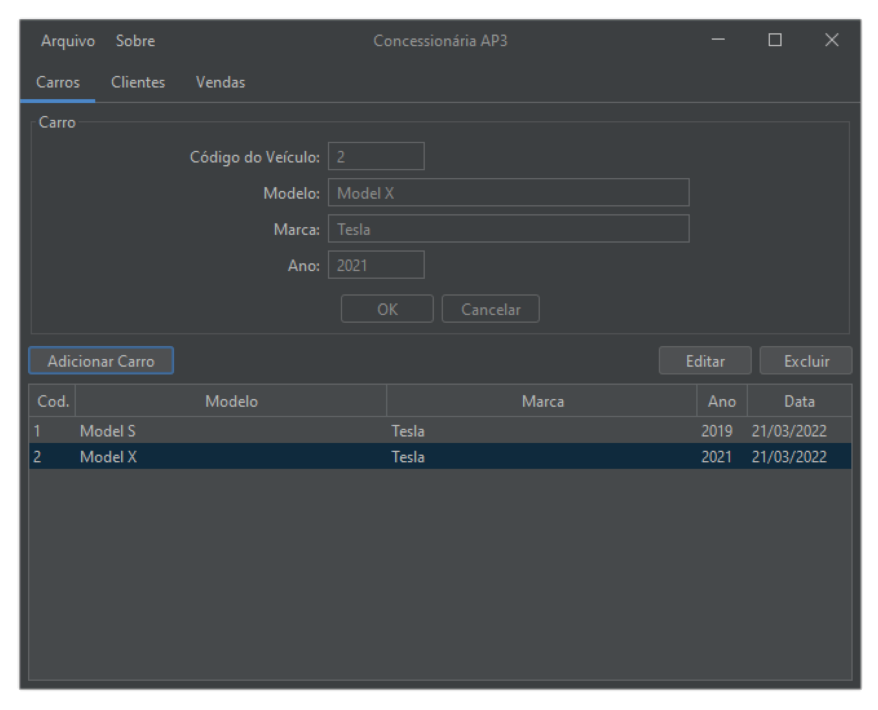 Arquivo Sobre Concessionária AP3
Carros Clientes Vendas
Carro
Código do Veículo: 2
Modelo: Model X
Marca: Tesla
Ano: 2021
OK Cancelar
Adicionar Carro Editar Excluir
Cod. Modelo Marca Ano Data
1 Model S Tesla 2019 21/03/2022
2 Model X Tesla 2021 21/03/2022